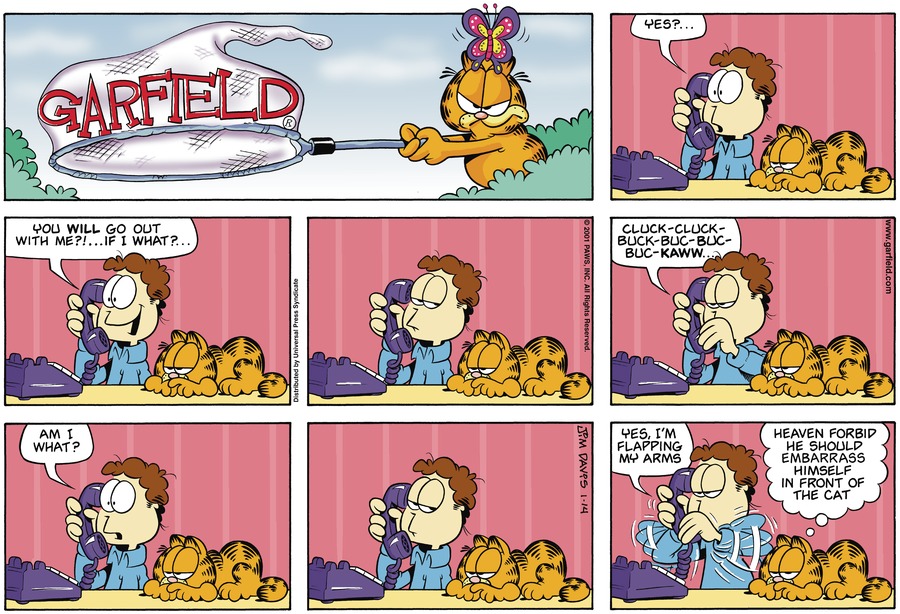 GARFIELD
®
YES?...
YOU WILL GO OUT
WITH ME?!...IF I WHAT?...
Distributed by Universal Press Syndicate
© 2001 PAWS, INC. All Rights Reserved.
CLUCK-CLUCK-
BUCK-BUC-BUC-
BUC-KAWW...
www.garfield.com
AM I
WHAT?
JIM DAVIS 1-14
YES, I'M
FLAPPING
MY ARMS
HEAVEN FORBID
HE SHOULD
EMBARRASS
HIMSELF
IN FRONT OF
THE CAT